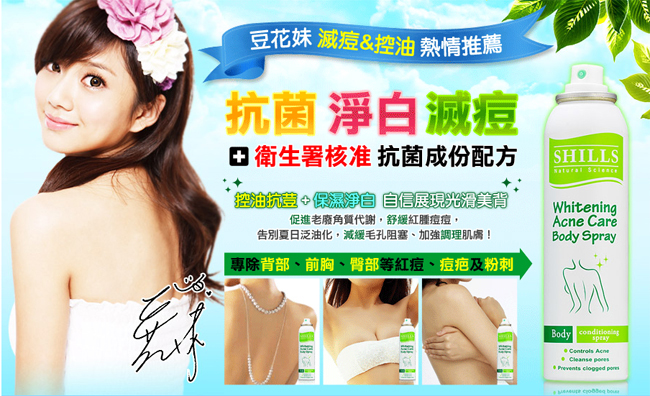 豆花妹 滅痘&控油 熱情推薦
抗菌 淨白 滅痘
衛生署核准 抗菌成份配方
控油抗荳+保濕淨白 自信展現光滑美背
促進老廢角質代謝，舒緩紅腫痘痘，
告別夏日泛油化，減緩毛孔阻塞、加強調理肌膚！
專除背部、前胸、臀部等紅痘、痘疤及粉刺
SHILLS
Natural Science
Whitening
Acne Care
Body Spray
Body conditioning
spray
Controls Acne
Cleanse pores
Prevents clogged pores